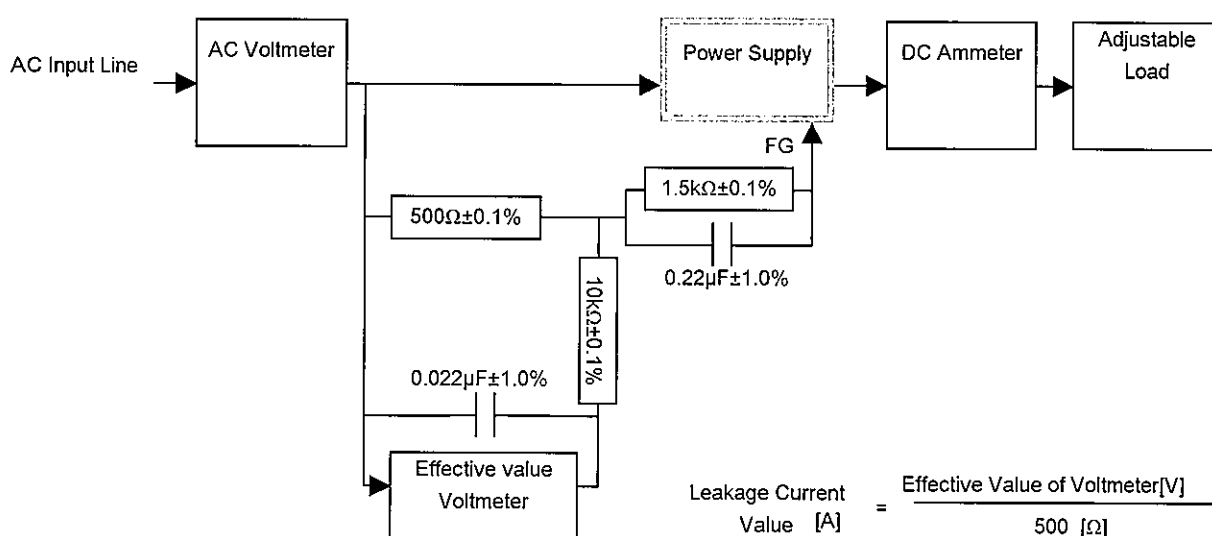 AC Input Line
AC Voltmeter
Power Supply
DC Ammeter
Adjustable
Load
FG
1.5kΩ±0.1%
500Ω±0.1%
0.22µF±1.0%
10kΩ±0.1%
0.022µF±1.0%
Effective value
Voltmeter
Leakage Current
Value [A]
=
Effective Value of Voltmeter[V]
500 [Ω]